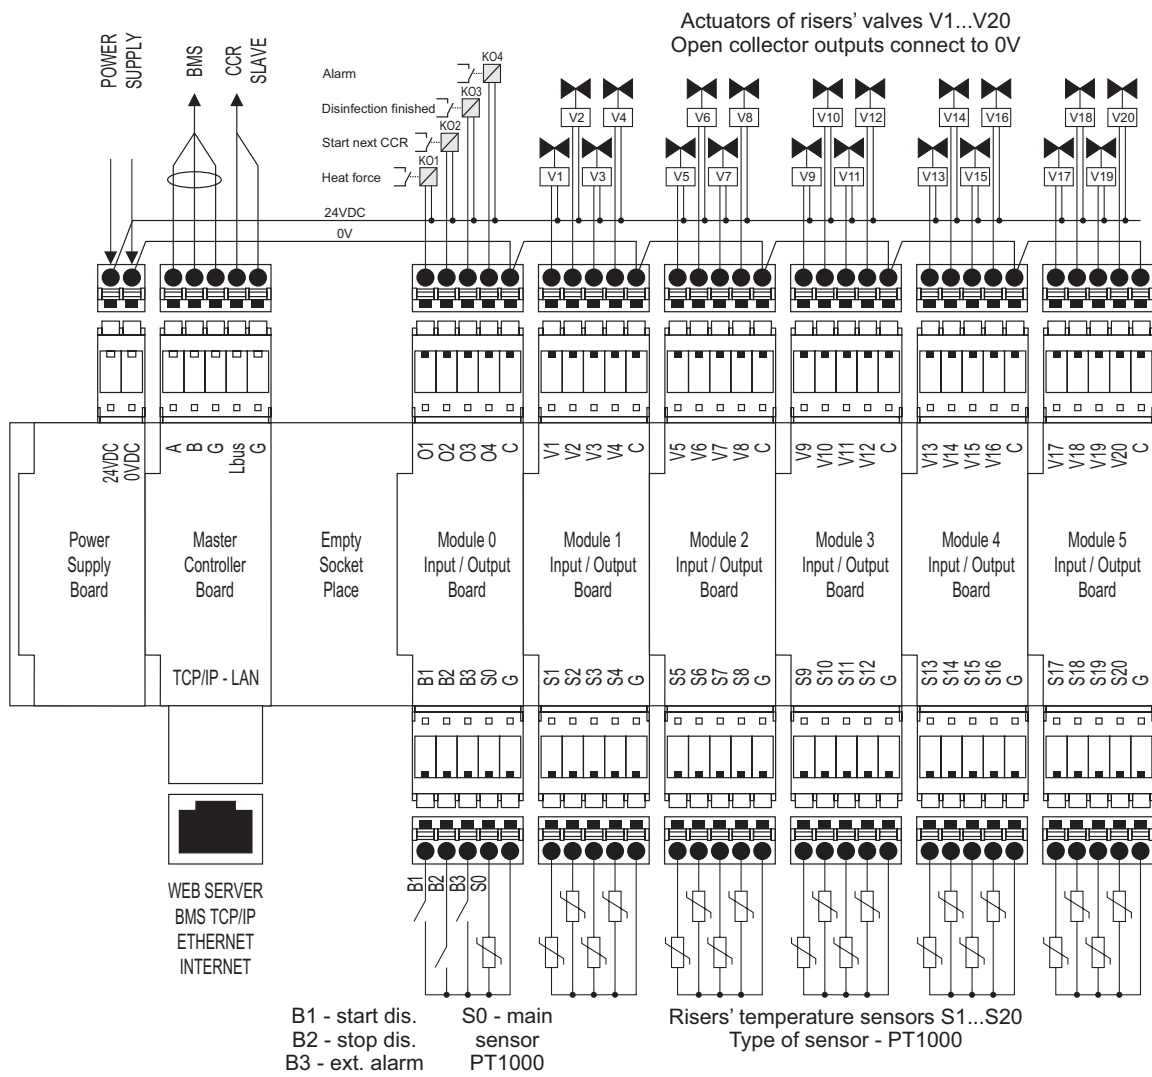 Actuators of risers' valves V1...V20
Open collector outputs connect to 0V
POWER
SUPPLY
BMS
CCR
SLAVE
Alarm
KO4
Disinfection finished
KO3
Start next CCR
KO2
Heat force
KO1
V2
V4
V6
V8
V10
V12
V14
V16
V18
V20
V1
V3
V5
V7
V9
V11
V13
V15
V17
V19
24VDC
0V
24VDC
0VDC
A
B
G
Lbus
G
O1
O2
O3
O4
C
V1
V2
V3
V4
C
V5
V6
V7
V8
C
V9
V10
V11
V12
C
V13
V14
V15
V16
C
V17
V18
V19
V20
C
Power
Supply
Board
Master
Controller
Board
Empty
Socket
Place
Module 0
Input / Output
Board
Module 1
Input / Output
Board
Module 2
Input / Output
Board
Module 3
Input / Output
Board
Module 4
Input / Output
Board
Module 5
Input / Output
Board
TCP/IP - LAN
B1
B2
B3
S0
G
S1
S2
S3
S4
G
S5
S6
S7
S8
G
S9
S10
S11
S12
G
S13
S14
S15
S16
G
S17
S18
S19
S20
G
B1
B2
B3
S0
WEB SERVER
BMS TCP/IP
ETHERNET
INTERNET
B1 - start dis.
B2 - stop dis.
B3 - ext. alarm
S0 - main
sensor
PT1000
Risers' temperature sensors S1...S20
Type of sensor - PT1000